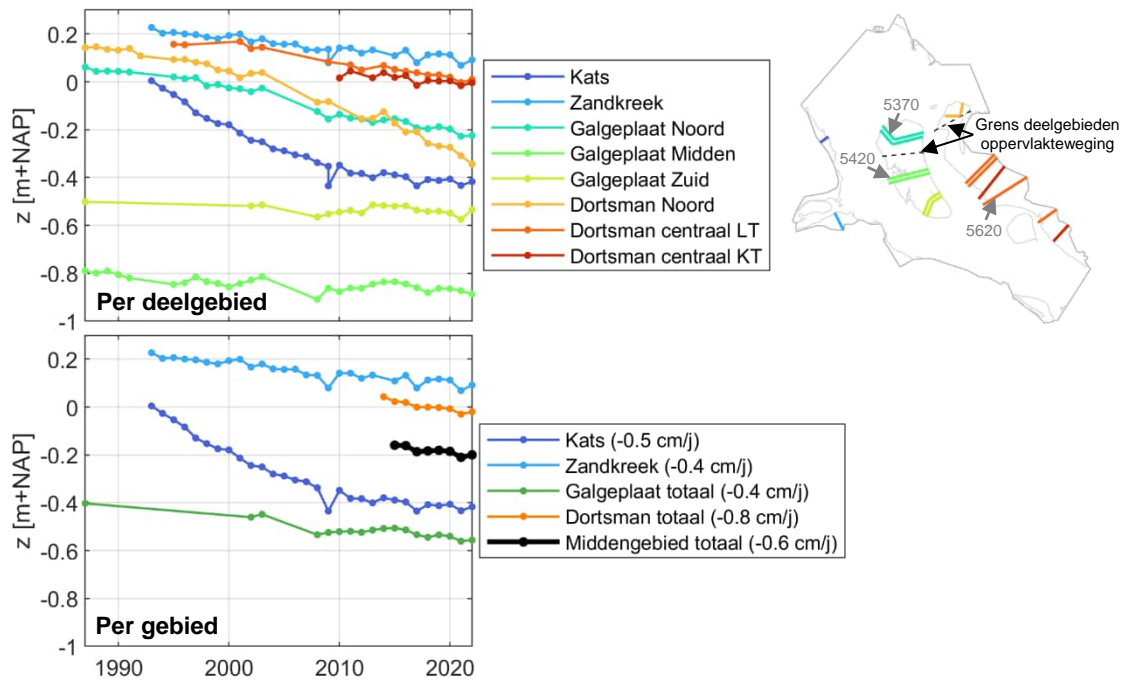 0.2
0
-0.2
-0.4
-0.6
-0.8
-1
z [m+NAP]
Per deelgebied
Kats
Zandkreek
Galgeplaat Noord
Galgeplaat Midden
Galgeplaat Zuid
Dortsman Noord
Dortsman centraal LT
Dortsman centraal KT
5370
Grens deelgebieden
oppervlakteweging
5420
5620
0.2
0
-0.2
-0.4
-0.6
-0.8
-1
z [m+NAP]
Per gebied
1990
2000
2010
2020
Kats (-0.5 cm/j)
Zandkreek (-0.4 cm/j)
Galgeplaat totaal (-0.4 cm/j)
Dortsman totaal (-0.8 cm/j)
Middengebied totaal (-0.6 cm/j)